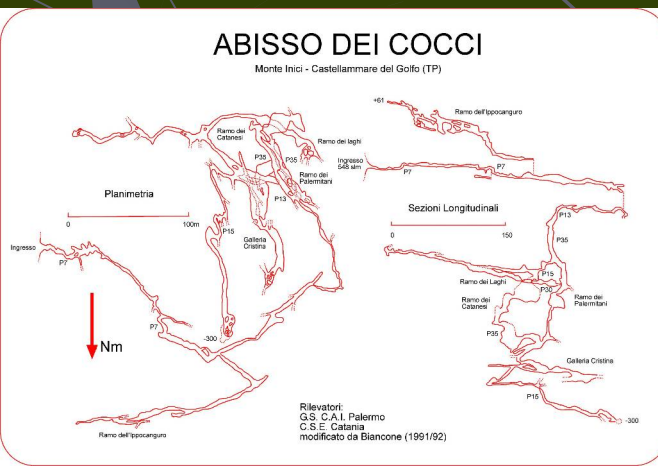 ABISSO DEI COCCI
Monte Inici - Castellammare del Golfo (TP)
Ramo dei
Catanesi
P35
P35
Ramo dei laghi
Ramo dei
Palermitani
P13
Planimetria
0
100m
P15
Galleria
Cristina
Ingresso
P7
P7
-300
Nm
Ramo dell'Ippocanguro
+61
Ramo dell'Ippocanguro
Ingresso
548 slm
P7
P7
Sezioni Longitudinali
0
150
P13
P35
P15
Ramo dei Laghi
P30
Ramo dei
Catanesi
Ramo dei
Palermitani
P35
Galleria Cristina
P15
-300
Rilevatori:
G.S. C.A.I. Palermo
C.S.E. Catania
modificato da Biancone (1991/92)